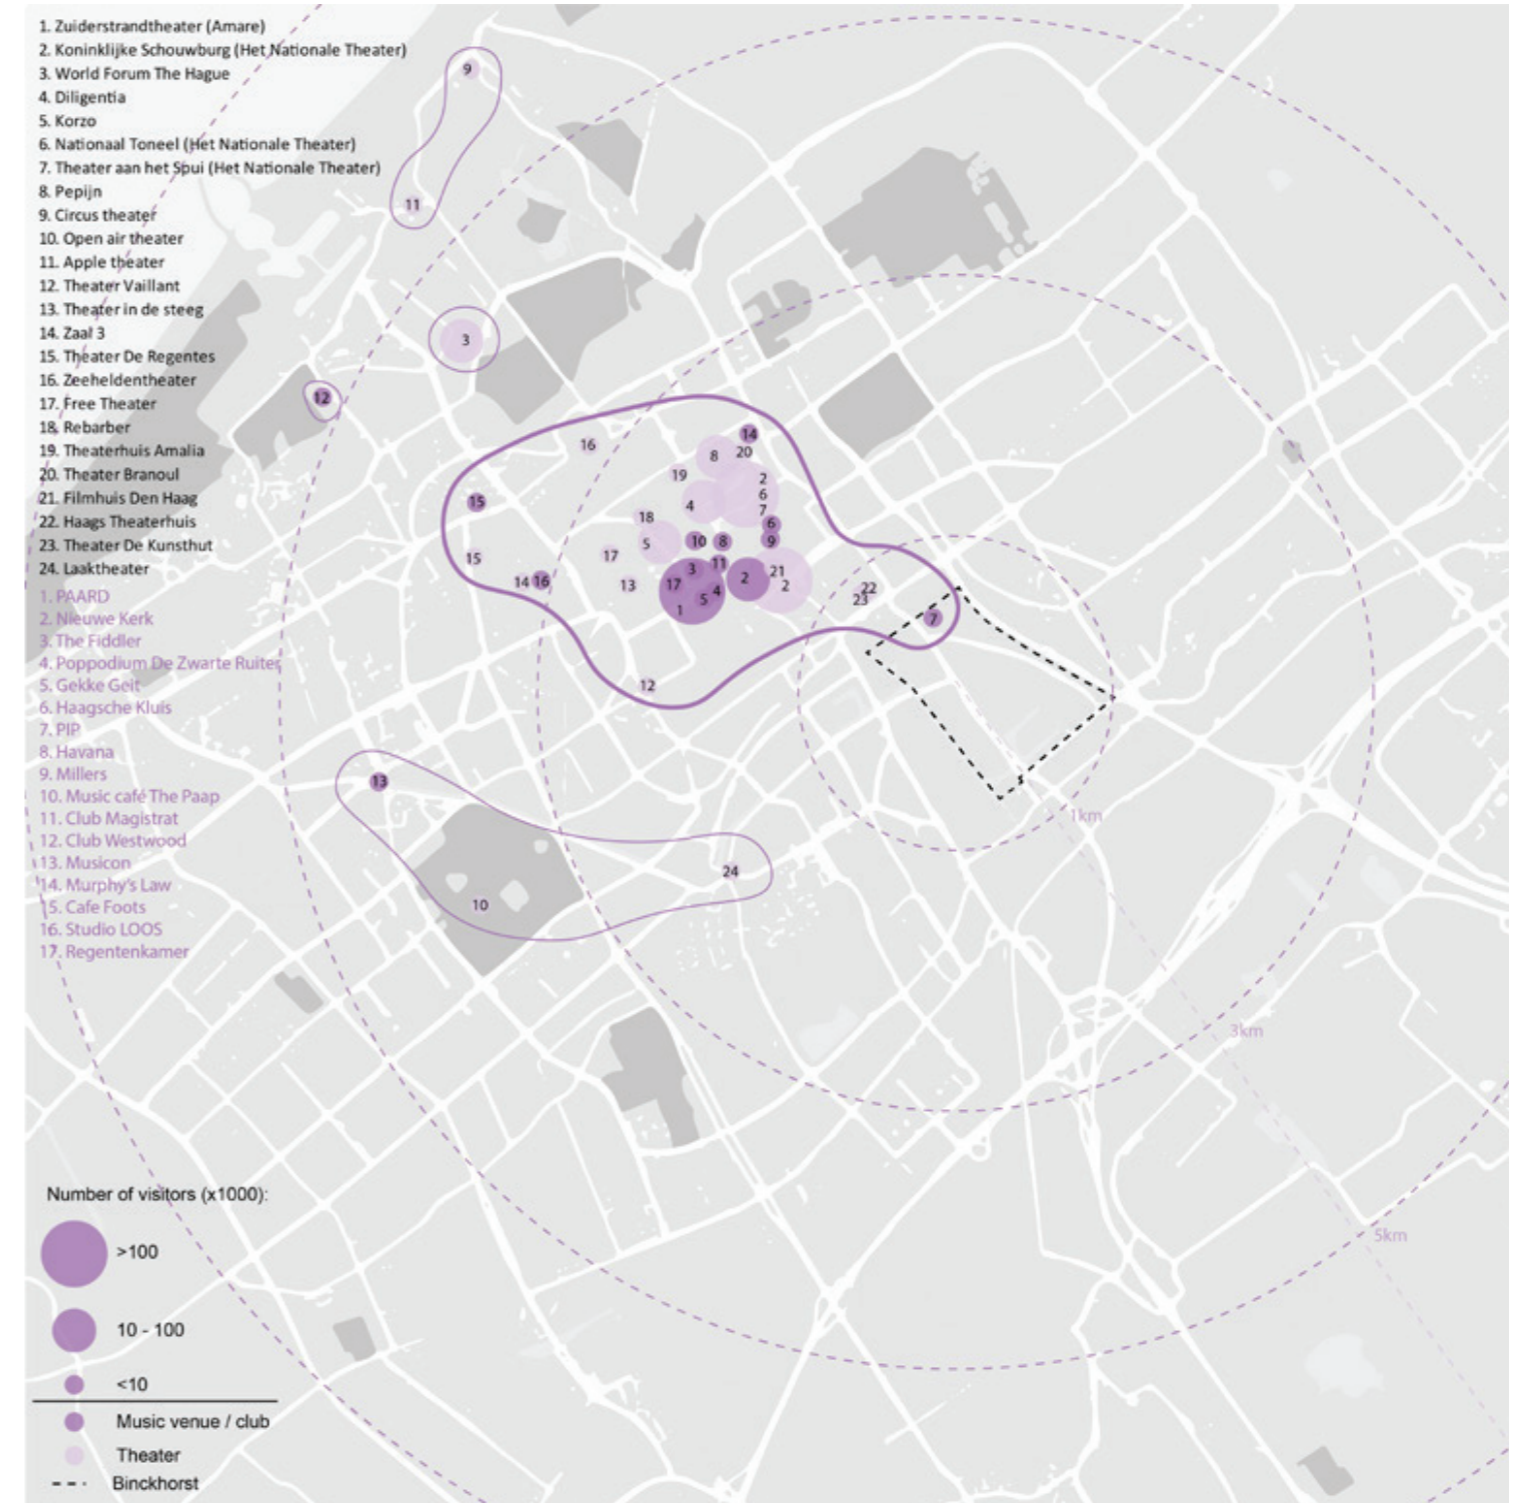 1. Zuiderstrandtheater (Amare)
2. Koninklijke Schouwburg (Het Nationale Theater)
3. World Forum The Hague
4. Diligentia
5. Korzo
6. Nationaal Toneel (Het Nationale Theater)
7. Theater aan het Spui (Het Nationale Theater)
8. Pepijn
9. Circus theater
10. Open air theater
11. Apple theater
12. Theater Vaillant
13. Theater in de steeg
14. Zaal 3
15. Theater De Regentes
16. Zeeheldentheater
17. Free Theater
18. Rebarber
19. Theaterhuis Amalia
20. Theater Branoul
21. Filmhuis Den Haag
22. Haags Theaterhuis
23. Theater De Kunsthut
24. Laaktheater
1. PAARD
2. Nieuwe Kerk
3. The Fiddler
4. Poppodium De Zwarte Ruiter
5. Gekke Geit
6. Haagsche Kluis
7. PIP
8. Havana
9. Millers
10. Music café The Paap
11. Club Magistrat
12. Club Westwood
13. Musicon
14. Murphy's Law
15. Cafe Foots
16. Studio LOOS
17. Regentenkamer
9
11
3
12
14
16
8
20
19
2
15
6
4
7
18
6
10
8
9
5
17
15
11
3
21
14
16
13
17
2
2
4
5
1
22
23
7
12
13
24
10
1km
3km
5km
Number of visitors (x1000):
>100
10 - 100
<10
Music venue / club
Theater
Binckhorst